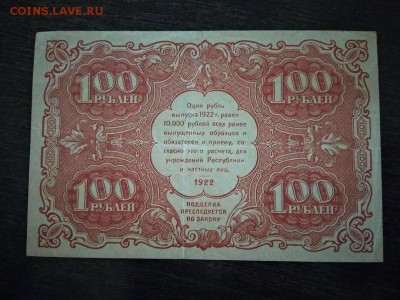 COINS.LAVE.RU
100 100
РУБЛЕЙ РУБЛЕЙ
Один рубль
выпуска 1922 г. равен
10.000 рублей всех ранее
выпущенных образцов и
обязателен к приему, со-
гласно этого расчета, для
учреждений Республики
и частных лиц.
1922
100 100
РУБЛЕЙ РУБЛЕЙ
ПОДДЕЛКА
ПРЕСЛЕДУЕТСЯ
ПО ЗАКОНУ